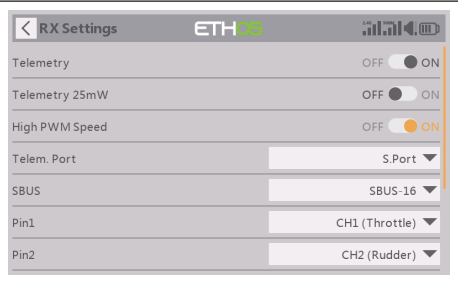 RX Settings ETHOS
Telemetry OFF ON
Telemetry 25mW OFF ON
High PWM Speed OFF ON
Telem. Port S.Port
SBUS SBUS-16
Pin1 CH1 (Throttle)
Pin2 CH2 (Rudder)